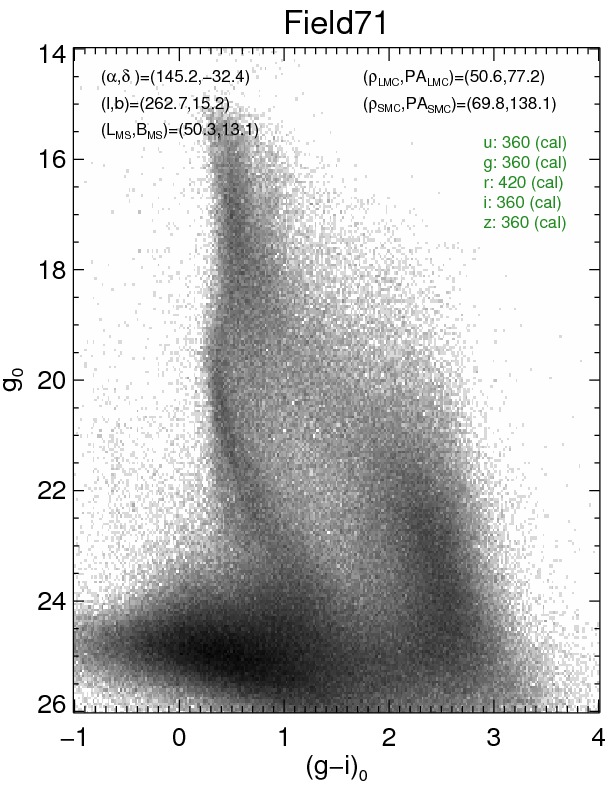 Field71
(α,δ )=(145.2,−32.4)
(ρLMC,PALMC)=(50.6,77.2)
(l,b)=(262.7,15.2)
(ρSMC,PASMC)=(69.8,138.1)
(LMS,BMS)=(50.3,13.1)
u: 360 (cal)
g: 360 (cal)
r: 420 (cal)
i: 360 (cal)
z: 360 (cal)
14
16
18
20
22
24
26
g0
−1 0 1 2 3 4
(g−i)0